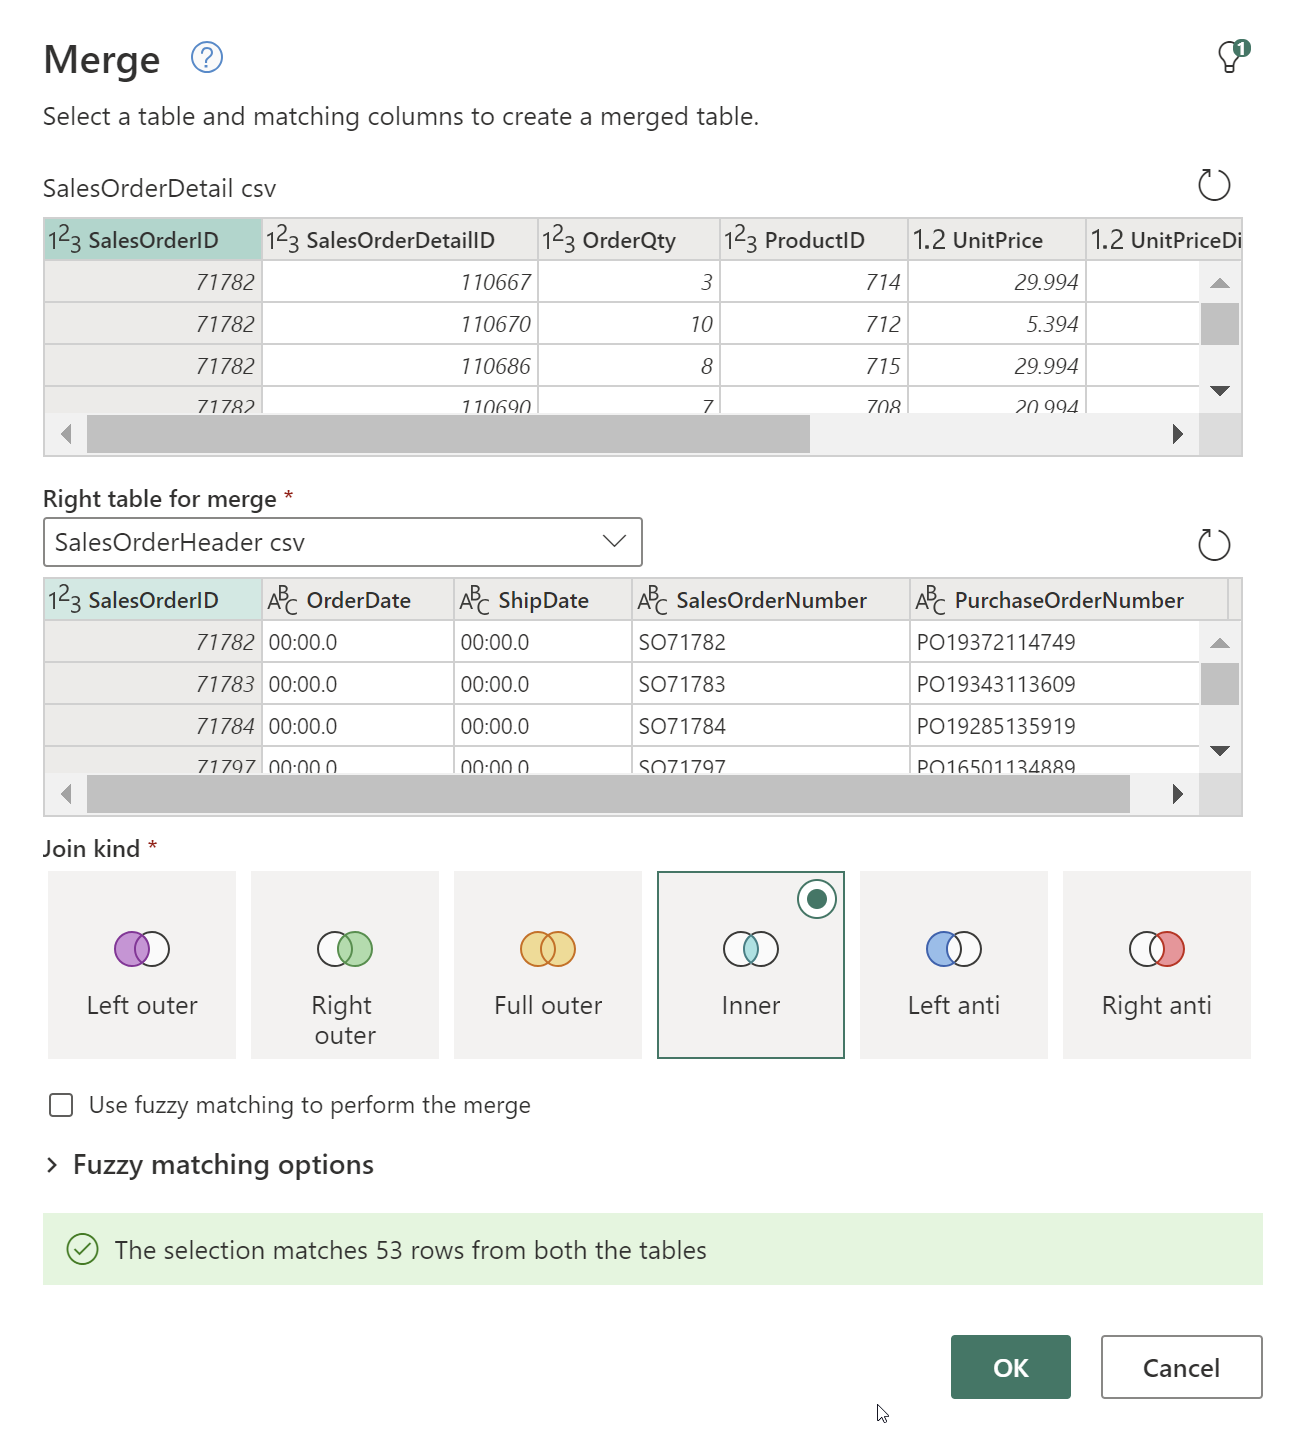 Merge ?
1
Select a table and matching columns to create a merged table.
SalesOrderDetail csv
123 SalesOrderID 123 SalesOrderDetailID 123 OrderQty 123 ProductID 1.2 UnitPrice 1.2 UnitPriceDi
71782 110667 3 714 29.994
71782 110670 10 712 5.394
71782 110686 8 715 29.994
71782 110690 7 708 20.994
Right table for merge *
SalesOrderHeader csv
123 SalesOrderID ABC OrderDate ABC ShipDate ABC SalesOrderNumber ABC PurchaseOrderNumber
71782 00:00.0 00:00.0 SO71782 PO19372114749
71783 00:00.0 00:00.0 SO71783 PO19343113609
71784 00:00.0 00:00.0 SO71784 PO19285135919
71797 00:00.0 00:00.0 SO71797 PO16501134889
Join kind *
Left outer
Right
outer
Full outer
Inner
Left anti
Right anti
Use fuzzy matching to perform the merge
Fuzzy matching options
The selection matches 53 rows from both the tables
OK Cancel